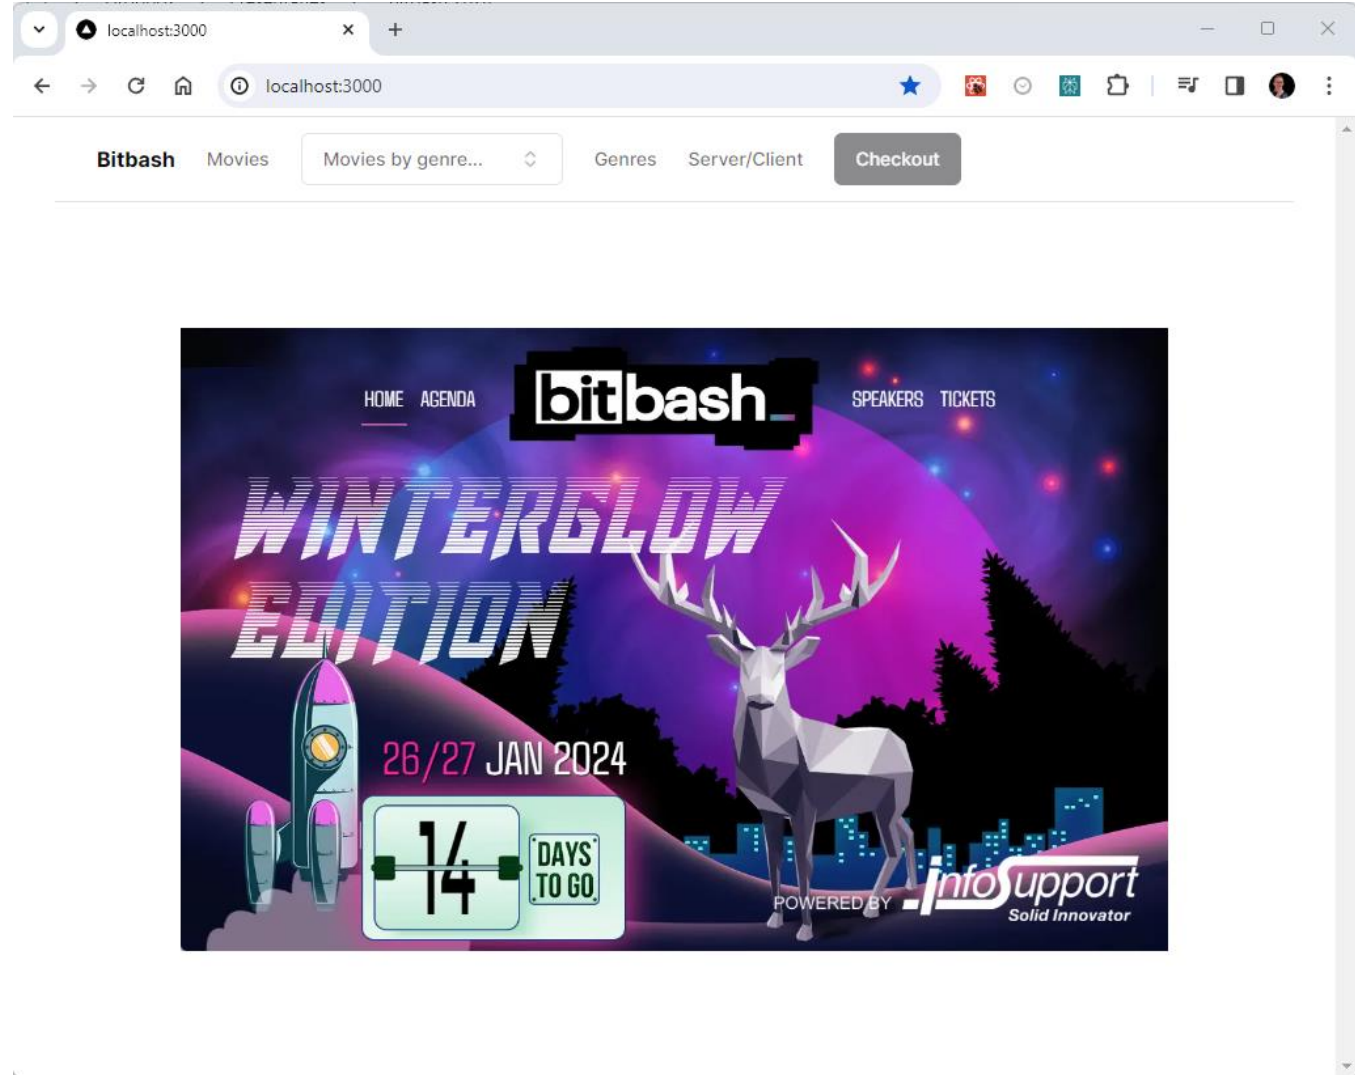 localhost:3000
localhost:3000
Bitbash Movies Movies by genre... Genres Server/Client Checkout
HOME AGENDA bitbash_ SPEAKERS TICKETS
WINTERGLOW
EDITION
26/27 JAN 2024
14 DAYS
TO GO
POWERED BY infoSupport
Solid Innovator